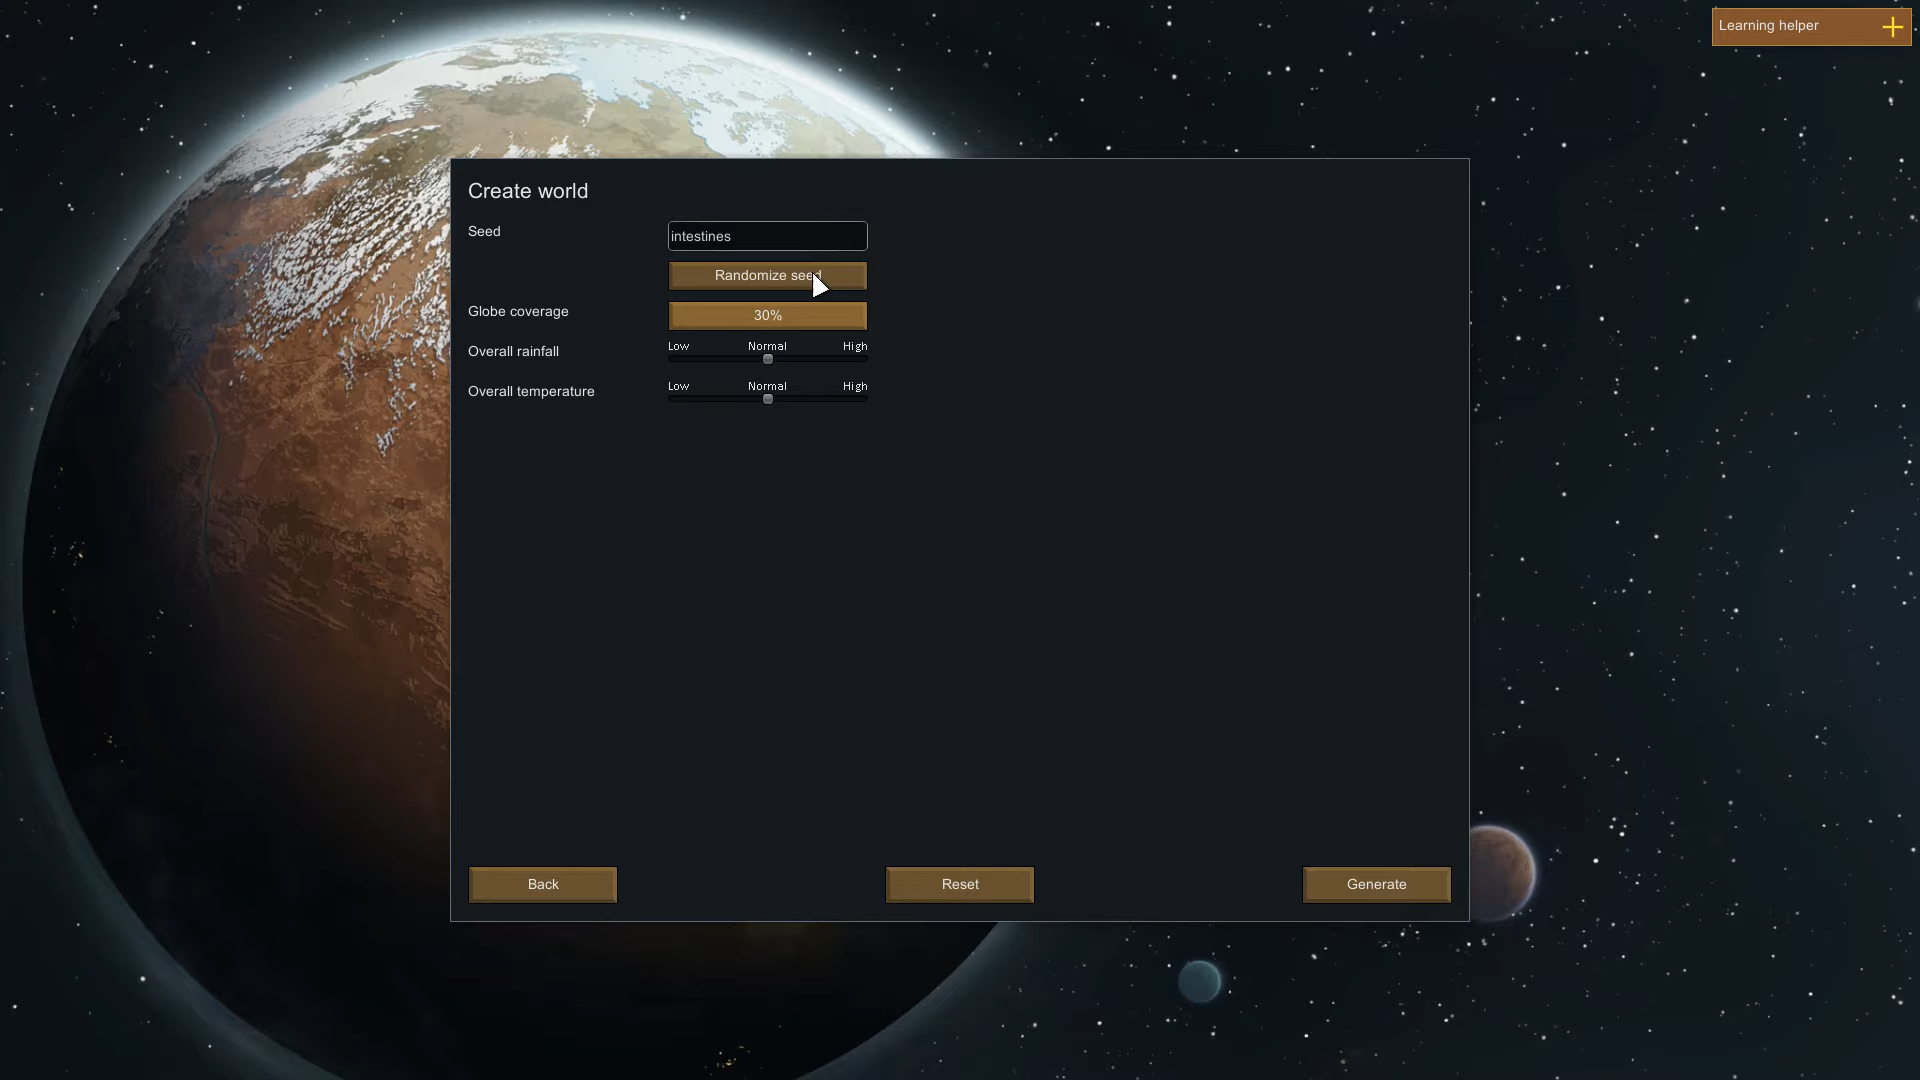 Learning helper
Create world
Seed
intestines
Randomize seed
Globe coverage
30%
Overall rainfall
Low Normal High
Overall temperature
Low Normal High
Back
Reset
Generate